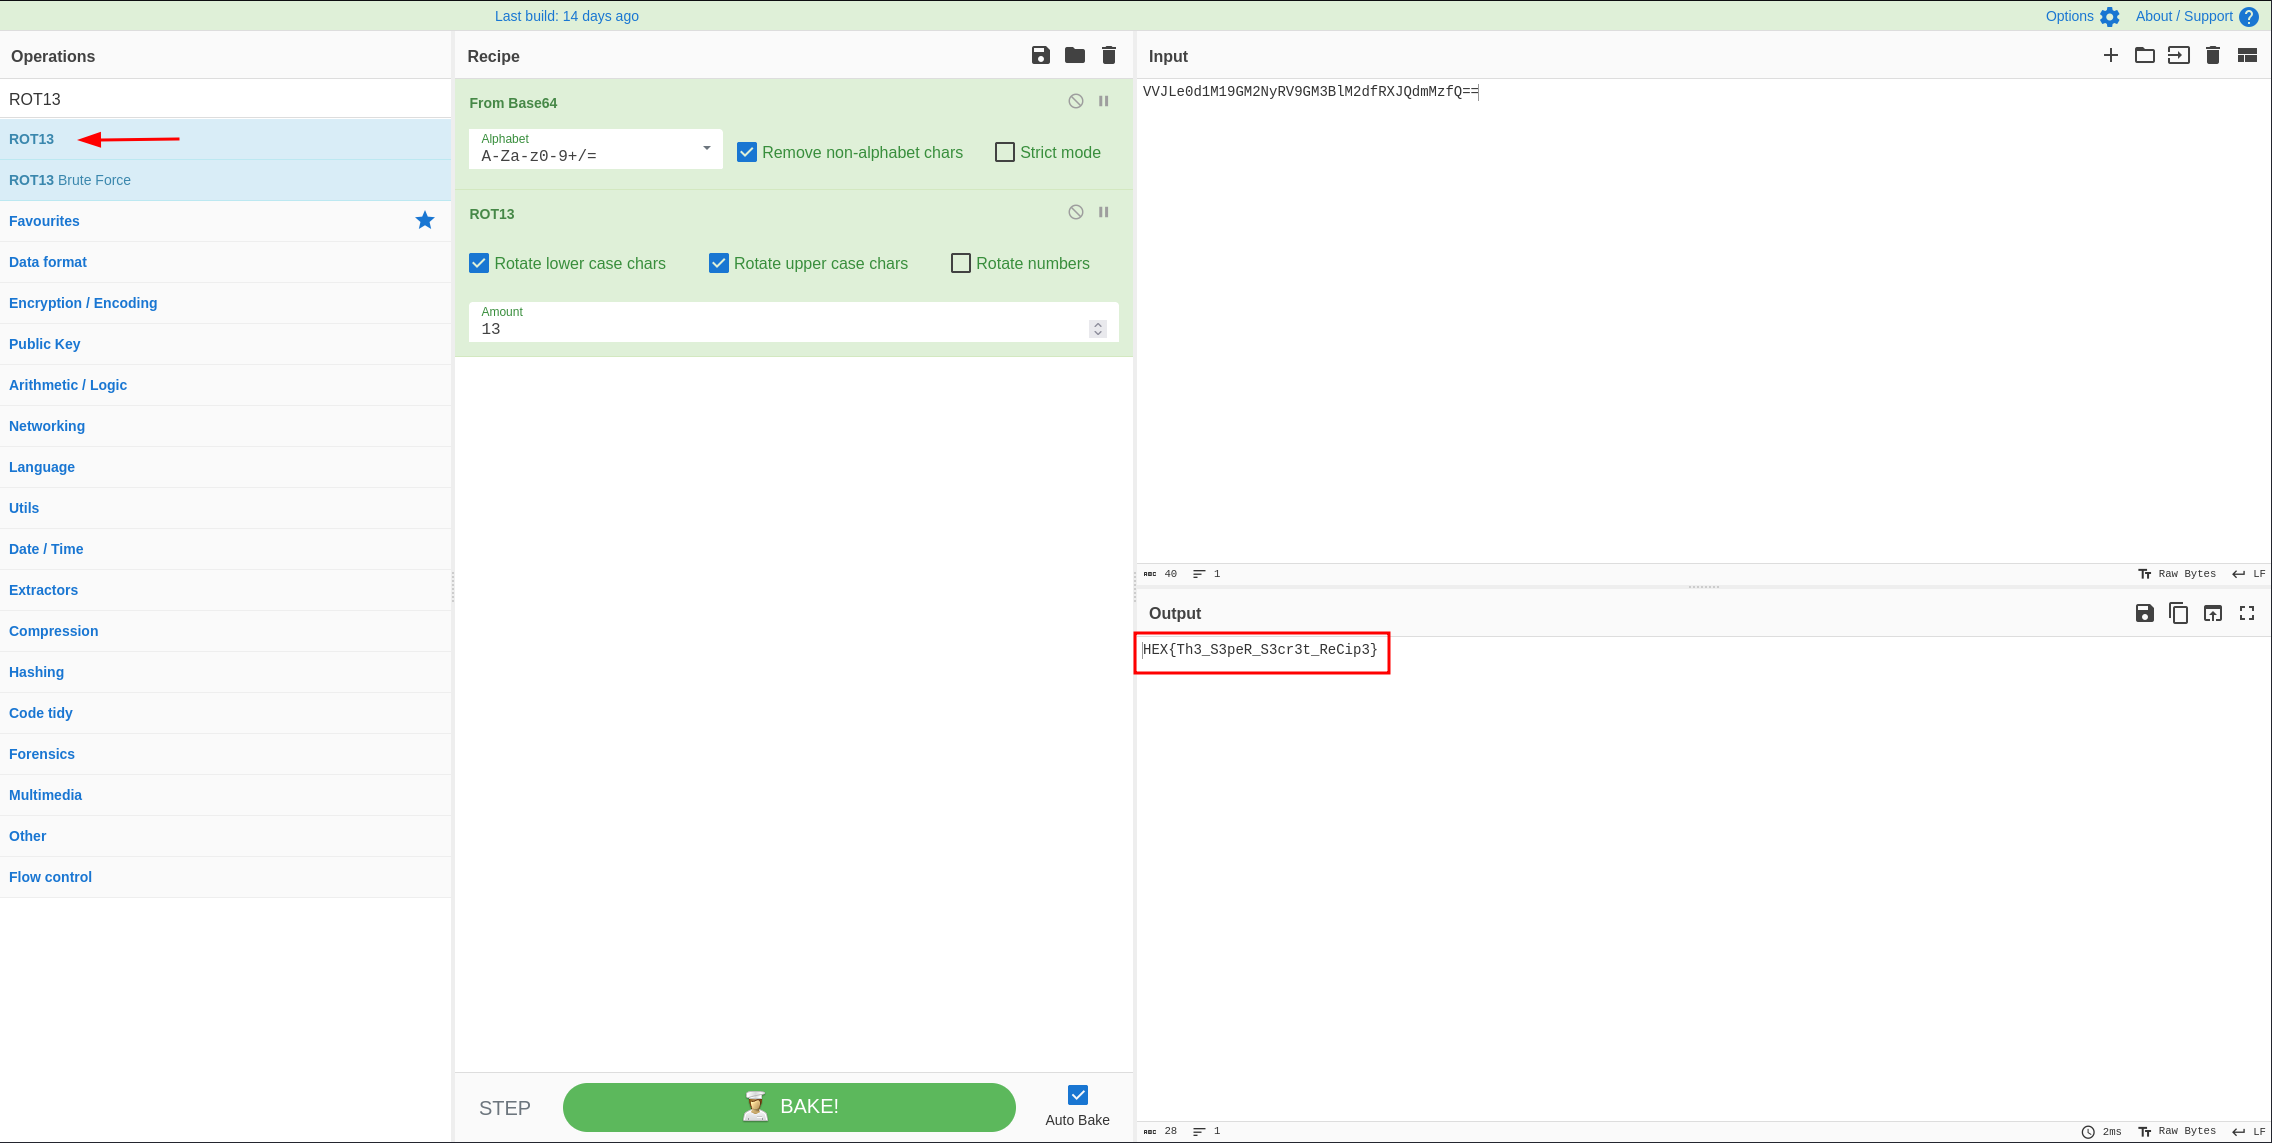 Last build: 14 days ago
Options
About / Support
Operations
ROT13
ROT13
ROT13 Brute Force
Favourites
Data format
Encryption / Encoding
Public Key
Arithmetic / Logic
Networking
Language
Utils
Date / Time
Extractors
Compression
Hashing
Code tidy
Forensics
Multimedia
Other
Flow control
Recipe
From Base64
Alphabet
A-Za-z0-9+/=
Remove non-alphabet chars
Strict mode
ROT13
Rotate lower case chars
Rotate upper case chars
Rotate numbers
Amount
13
STEP
BAKE!
Auto Bake
Input
VVJLe0d1M19GM2NyRV9GM3BlM2dfRXJQdmMzfQ==
ABC 40 1
Raw Bytes LF
Output
HEX{Th3_S3peR_S3cr3t_ReCip3}
ABC 28 1
2ms Raw Bytes LF